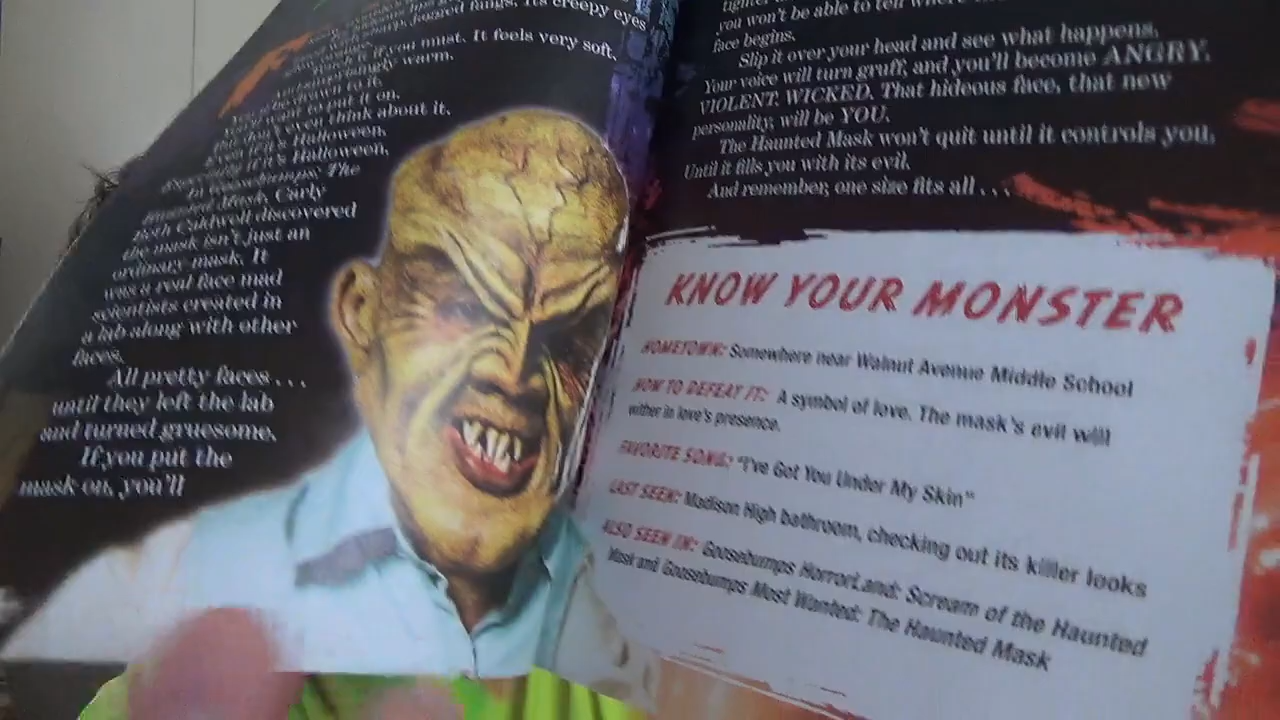 jagged fangs. Its creepy eyes
if you must. It feels very soft.
warm.
to it.
to put it on.
even think about it.
if it's Halloween.
if it's Halloween.
The
Mask, Carly
Beth Caldwell discovered
the mask isn't just an
ordinary mask. It
was a real face mad
scientists created in
a lab along with other
faces.
All pretty faces . . .
until they left the lab
and turned gruesome.
If you put the
mask on, you'll
tighter
you won't be able to tell where
face begins.
Slip it over your head and see what happens.
Your voice will turn gruff, and you'll become ANGRY.
VIOLENT. WICKED. That hideous face, that new
personality, will be YOU.
The Haunted Mask won't quit until it controls you.
Until it fills you with its evil.
And remember, one size fits all . . .
KNOW YOUR MONSTER
HOMETOWN: Somewhere near Walnut Avenue Middle School
HOW TO DEFEAT IT: A symbol of love. The mask's evil will
wither in love's presence.
FAVORITE SONG: "I've Got You Under My Skin"
LAST SEEN: Madison High bathroom, checking out its killer looks
ALSO SEEN IN: Goosebumps HorrorLand: Scream of the Haunted
Mask and Goosebumps Most Wanted: The Haunted Mask